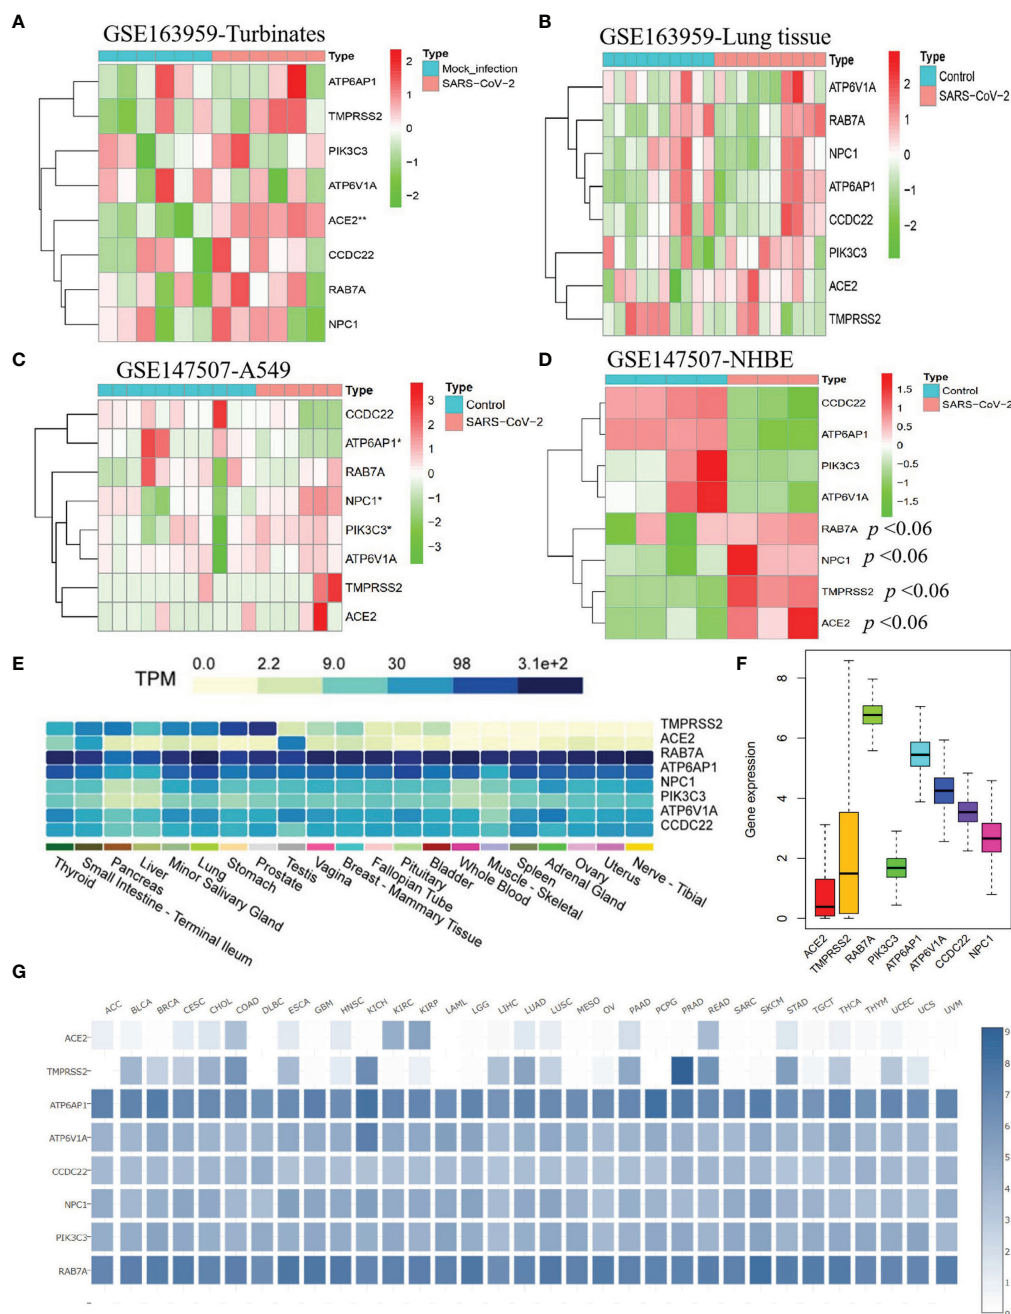 A
GSE163959-Turbinates
Type
ATP6AP1
TMPRSS2
PIK3C3
ATP6V1A
ACE2**
CCDC22
RAB7A
NPC1
2
1
0
−1
−2
Type
Mock_infection
SARS−CoV−2
B
GSE163959-Lung tissue
Type
ATP6V1A
RAB7A
NPC1
ATP6AP1
CCDC22
PIK3C3
ACE2
TMPRSS2
2
1
0
−1
−2
Type
Control
SARS−CoV−2
C
GSE147507-A549
Type
CCDC22
ATP6AP1*
RAB7A
NPC1*
PIK3C3*
ATP6V1A
TMPRSS2
ACE2
3
2
1
0
−1
−2
−3
Type
Control
SARS−CoV−2
D
GSE147507-NHBE
Type
CCDC22
ATP6AP1
PIK3C3
ATP6V1A
RAB7A p <0.06
NPC1 p <0.06
TMPRSS2 p <0.06
ACE2 p <0.06
1.5
1
0.5
0
−0.5
−1
−1.5
Type
Control
SARS−CoV−2
E
TPM
0.0 2.2 9.0 30 98 3.1e+2
TMPRSS2
ACE2
RAB7A
ATP6AP1
NPC1
PIK3C3
ATP6V1A
CCDC22
Thyroid
Small Intestine - Terminal Ileum
Pancreas
Liver
Minor Salivary Gland
Lung
Stomach
Prostate
Testis
Vagina
Breast - Mammary Tissue
Fallopian Tube
Pituitary
Bladder
Whole Blood
Muscle - Skeletal
Spleen
Adrenal Gland
Ovary
Uterus
Nerve - Tibial
F
Gene expression
8
6
4
2
0
ACE2
TMPRSS2
RAB7A
PIK3C3
ATP6AP1
ATP6V1A
CCDC22
NPC1
G
ACC BLCA BRCA CESC CHOL COAD DLBC ESCA GBM HNSC KICH KIRC KIRP LAML LGG LIHC LUAD LUSC MESO OV PAAD PCPG PRAD READ SARC SKCM STAD TGCT THCA THYM UCEC UCS UVM
ACE2
TMPRSS2
ATP6AP1
ATP6V1A
CCDC22
NPC1
PIK3C3
RAB7A
9
8
7
6
5
4
3
2
1
0